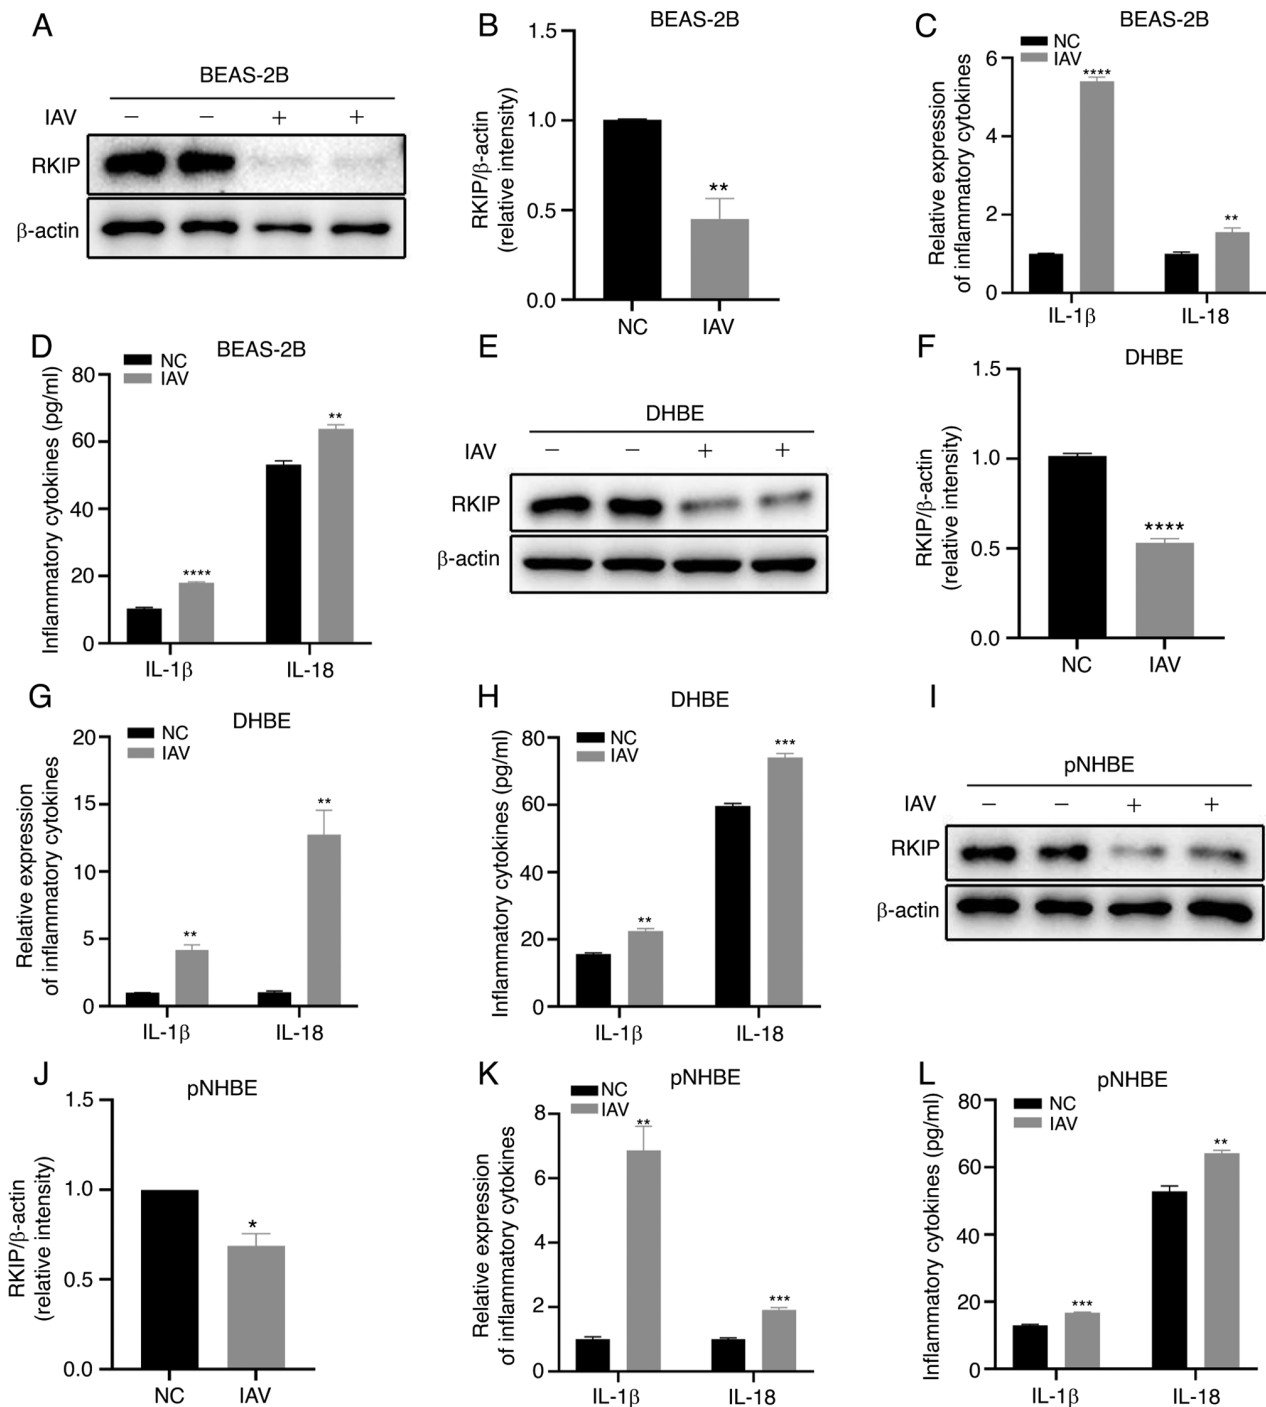 A
BEAS-2B
IAV − − + +
RKIP
β-actin
B
BEAS-2B
RKIP/β-actin
(relative intensity)
1.5
1.0
0.5
0.0
**
NC IAV
C
BEAS-2B
NC
IAV
Relative expression
of inflammatory cytokines
6
4
2
0
****
**
IL-1β IL-18
D
BEAS-2B
NC
IAV
Inflammatory cytokines (pg/ml)
80
60
40
20
0
****
**
IL-1β IL-18
E
DHBE
IAV − − + +
RKIP
β-actin
F
DHBE
RKIP/β-actin
(relative intensity)
1.5
1.0
0.5
0.0
****
NC IAV
G
DHBE
NC
IAV
Relative expression
of inflammatory cytokines
20
15
10
5
0
**
**
IL-1β IL-18
H
DHBE
NC
IAV
Inflammatory cytokines (pg/ml)
80
60
40
20
0
**
***
IL-1β IL-18
I
pNHBE
IAV − − + +
RKIP
β-actin
J
pNHBE
RKIP/β-actin
(relative intensity)
1.5
1.0
0.5
0.0
*
NC IAV
K
pNHBE
NC
IAV
Relative expression
of inflammatory cytokines
8
6
4
2
0
**
***
IL-1β IL-18
L
pNHBE
NC
IAV
Inflammatory cytokines (pg/ml)
80
60
40
20
0
***
**
IL-1β IL-18